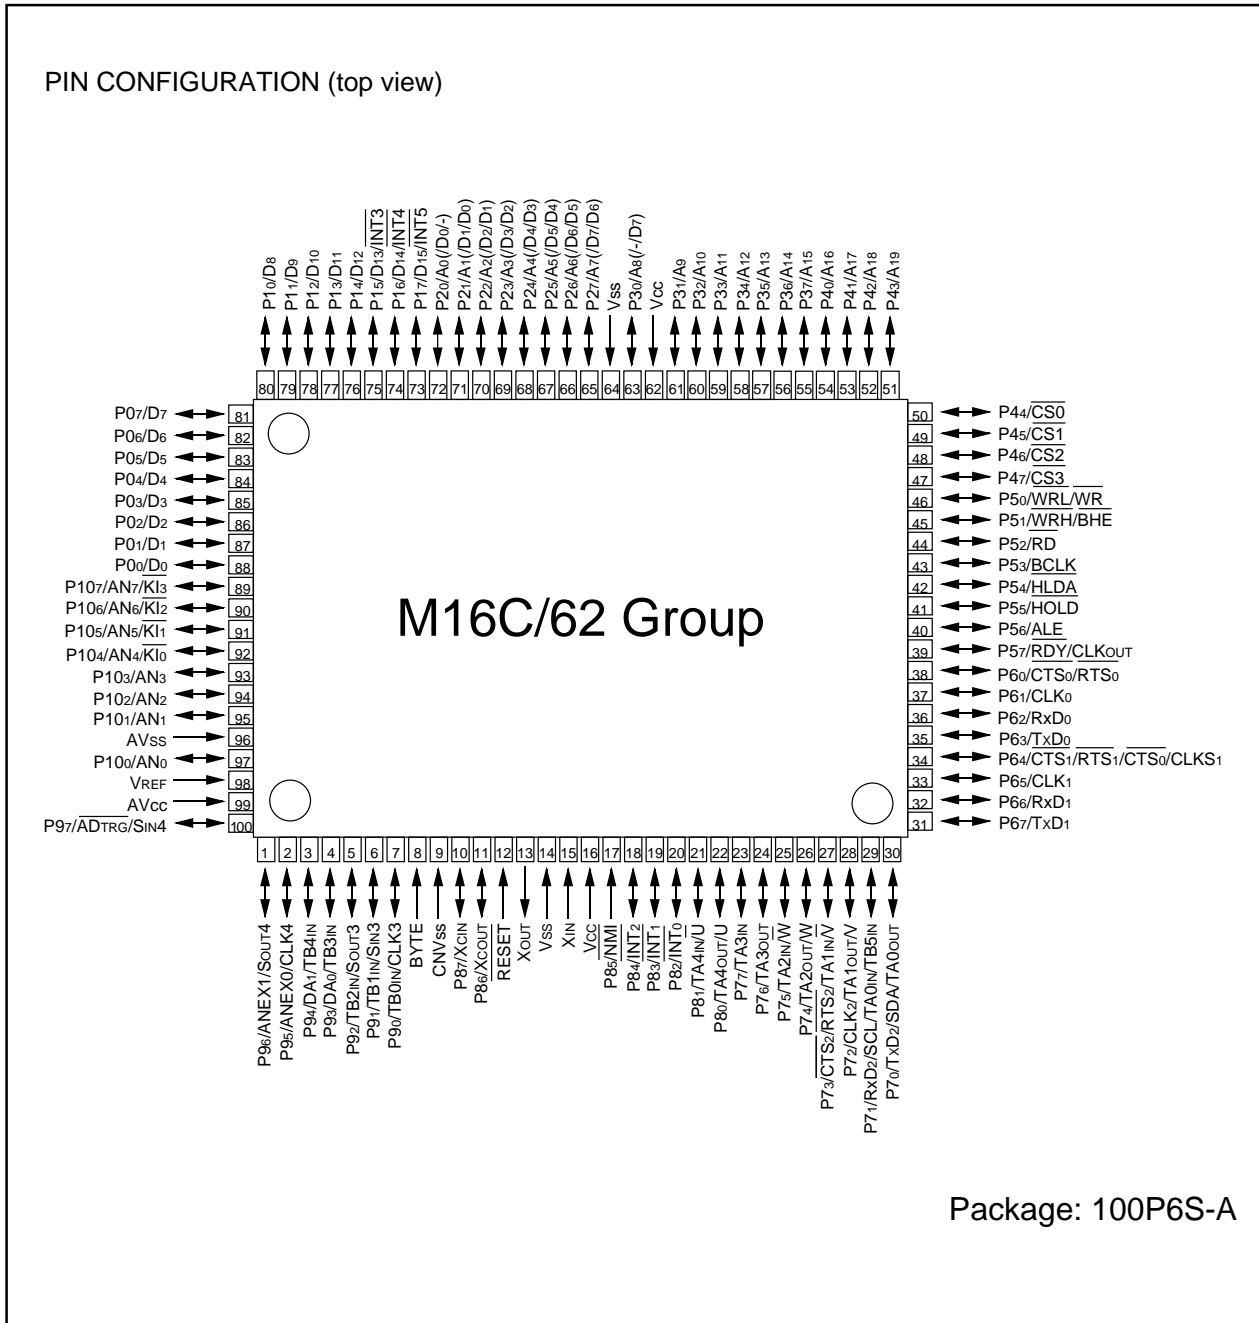 PIN CONFIGURATION (top view)
P10/D8
P11/D9
P12/D10
P13/D11
P14/D12
P15/D13/INT3
P16/D14/INT4
P17/D15/INT5
P20/A0(/D0/-)
P21/A1(/D1/D0)
P22/A2(/D2/D1)
P23/A3(/D3/D2)
P24/A4(/D4/D3)
P25/A5(/D5/D4)
P26/A6(/D6/D5)
P27/A7(/D7/D6)
Vss
P30/A8(/-/D7)
Vcc
P31/A9
P32/A10
P33/A11
P34/A12
P35/A13
P36/A14
P37/A15
P40/A16
P41/A17
P42/A18
P43/A19
80 79 78 77 76 75 74 73 72 71 70 69 68 67 66 65 64 63 62 61 60 59 58 57 56 55 54 53 52 51
P07/D7 81
P06/D6 82
P05/D5 83
P04/D4 84
P03/D3 85
P02/D2 86
P01/D1 87
P00/D0 88
P107/AN7/KI3 89
P106/AN6/KI2 90
P105/AN5/KI1 91
P104/AN4/KI0 92
P103/AN3 93
P102/AN2 94
P101/AN1 95
AVSS 96
P100/AN0 97
VREF 98
AVcc 99
P97/ADTRG/SIN4 100
M16C/62 Group
50 P44/CS0
49 P45/CS1
48 P46/CS2
47 P47/CS3
46 P50/WRL/WR
45 P51/WRH/BHE
44 P52/RD
43 P53/BCLK
42 P54/HLDA
41 P55/HOLD
40 P56/ALE
39 P57/RDY/CLKOUT
38 P60/CTS0/RTS0
37 P61/CLK0
36 P62/RxD0
35 P63/TXD0
34 P64/CTS1/RTS1/CTS0/CLKS1
33 P65/CLK1
32 P66/RxD1
31 P67/TXD1
1 2 3 4 5 6 7 8 9 10 11 12 13 14 15 16 17 18 19 20 21 22 23 24 25 26 27 28 29 30
P96/ANEX1/SOUT4
P95/ANEX0/CLK4
P94/DA1/TB4IN
P93/DA0/TB3IN
P92/TB2IN/SOUT3
P91/TB1IN/SIN3
P90/TB0IN/CLK3
BYTE
CNVss
P87/XCIN
P86/XCOUT
RESET
XOUT
VSS
XIN
VCC
P85/NMI
P84/INT2
P83/INT1
P82/INT0
P81/TA4IN/U
P80/TA4OUT/U
P77/TA3IN
P76/TA3OUT
P75/TA2IN/W
P74/TA2OUT/W
P73/CTS2/RTS2/TA1IN/V
P72/CLK2/TA1OUT/V
P71/RxD2/SCL/TA0IN/TB5IN
P70/TXD2/SDA/TA0OUT
Package: 100P6S-A